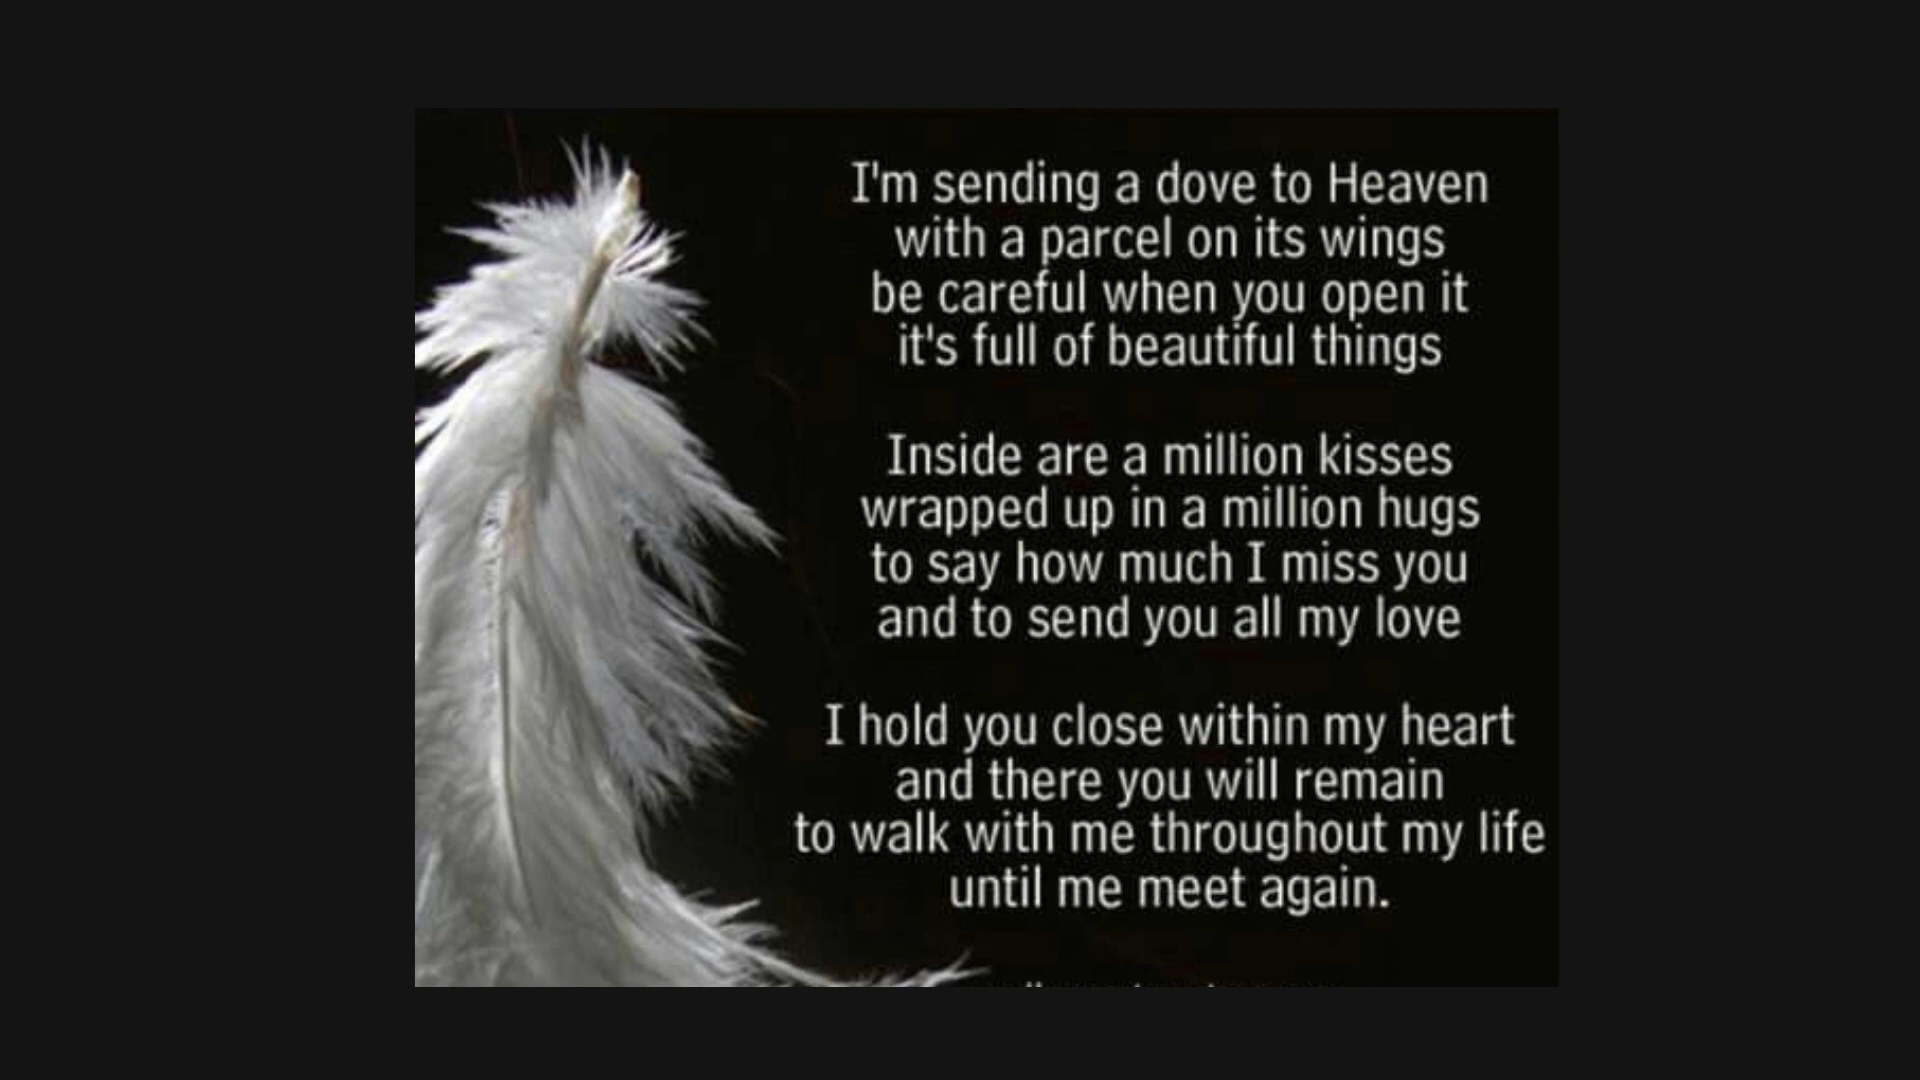 I'm sending a dove to Heaven
with a parcel on its wings
be careful when you open it
it's full of beautiful things
Inside are a million kisses
wrapped up in a million hugs
to say how much I miss you
and to send you all my love
I hold you close within my heart
and there you will remain
to walk with me throughout my life
until me meet again.